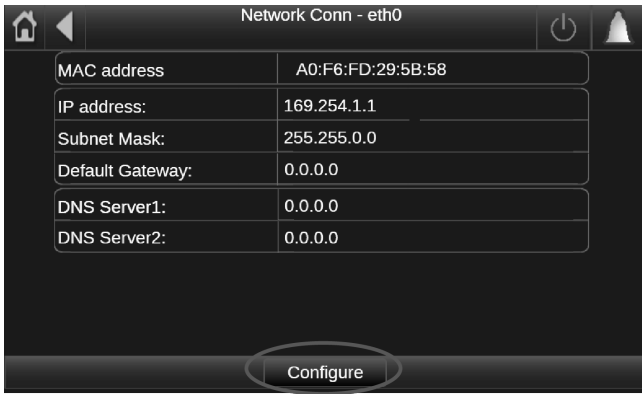 Network Conn - eth0
MAC address A0:F6:FD:29:5B:58
IP address: 169.254.1.1
Subnet Mask: 255.255.0.0
Default Gateway: 0.0.0.0
DNS Server1: 0.0.0.0
DNS Server2: 0.0.0.0
Configure